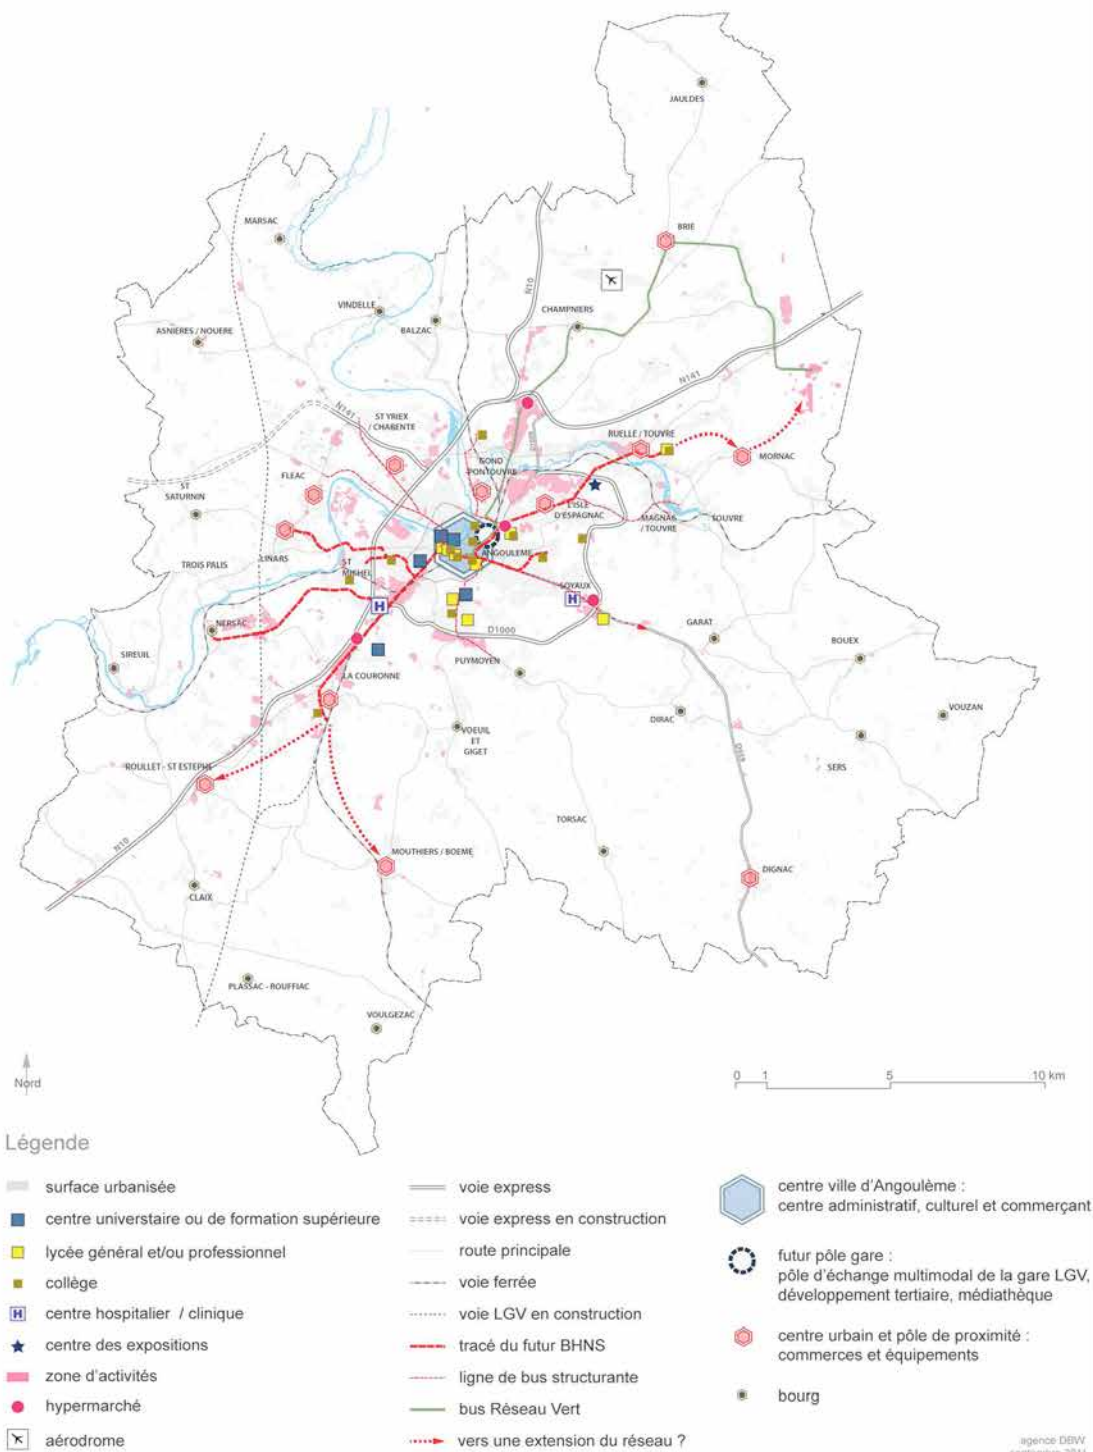 JAULDES
MARSAC
BRIE
VINDELLE
N10
CHAMPNIERS
ASNIERES / NOUERE
BALZAC
N141
N141
ST YRIEX
/ CHARENTE
RUELLE / TOUVRE
GOND
PONTOUVRE
MORNAC
FLEAC
ST
SATURNIN
L'ISLE
D'ESPAGNAC
MAGNAC
/ TOUVRE
TOUVRE
ANGOULEME
LINARS
ST
MICHEL
TROIS PALIS
SOYAUX
H
H
NERSAC
D1000
GARAT
BOUEX
SIREUIL
PUYMOYEN
LA COURONNE
VOUZAN
DIRAC
VOEUIL
ET
GIGET
D939
ROULLET - ST ESTEPHE
SERS
TORSAC
N10
MOUTHIERS / BOEME
DIGNAC
CLAIX
PLASSAC - ROUFFIAC
VOULGEZAC
Nord
0 1 5 10 km
Légende
surface urbanisée
centre universtaire ou de formation supérieure
lycée général et/ou professionnel
collège
H centre hospitalier / clinique
centre des expositions
zone d'activités
hypermarché
aérodrome
voie express
voie express en construction
route principale
voie ferrée
voie LGV en construction
tracé du futur BHNS
ligne de bus structurante
bus Réseau Vert
vers une extension du réseau ?
centre ville d'Angoulème :
centre administratif, culturel et commerçant
futur pôle gare :
pôle d'échange multimodal de la gare LGV,
développement tertiaire, médiathèque
centre urbain et pôle de proximité :
commerces et équipements
bourg
agence DBW